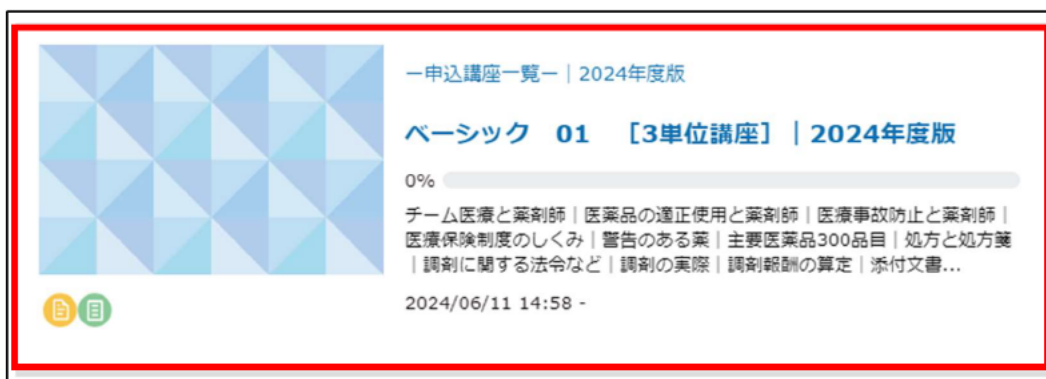 ー申込講座一覧ー｜2024年度版
ベーシック　01　［3単位講座］｜2024年度版
0%
チーム医療と薬剤師｜医薬品の適正使用と薬剤師｜医療事故防止と薬剤師｜
医療保険制度のしくみ｜警告のある薬｜主要医薬品300品目｜処方と処方箋
｜調剤に関する法令など｜調剤の実際｜調剤報酬の算定｜添付文書...
2024/06/11 14:58 -